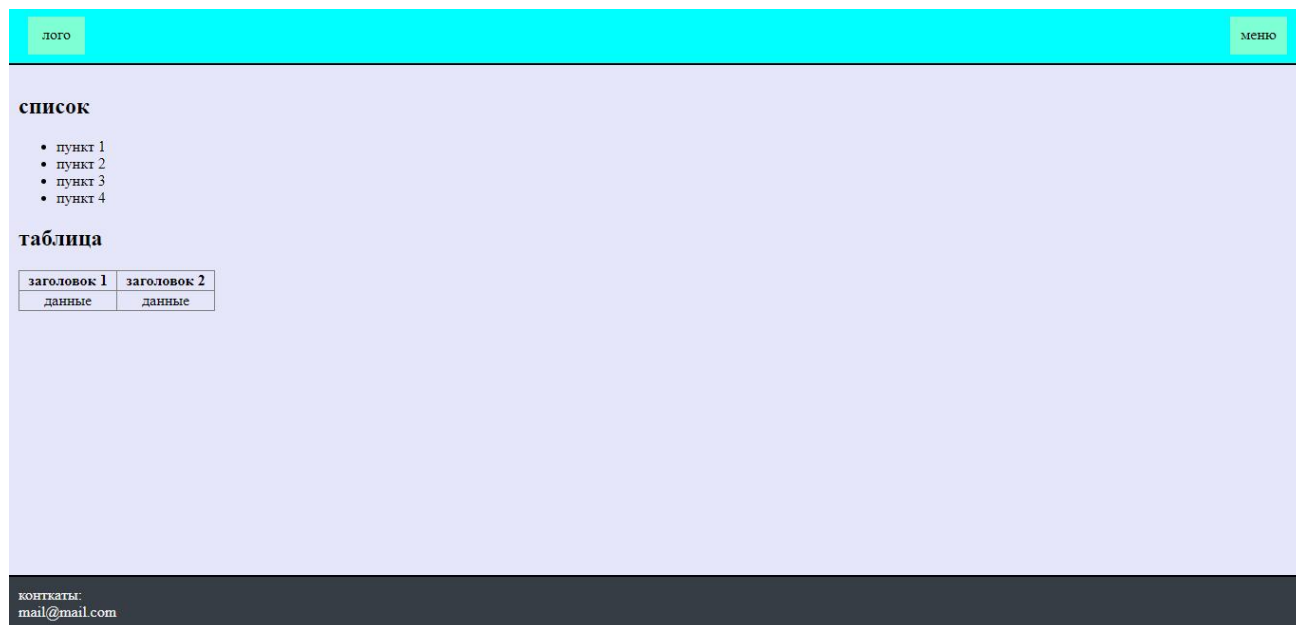 лого
меню
список
пункт 1
пункт 2
пункт 3
пункт 4
таблица
заголовок 1 заголовок 2
данные данные
конткаты:
mail@mail.com